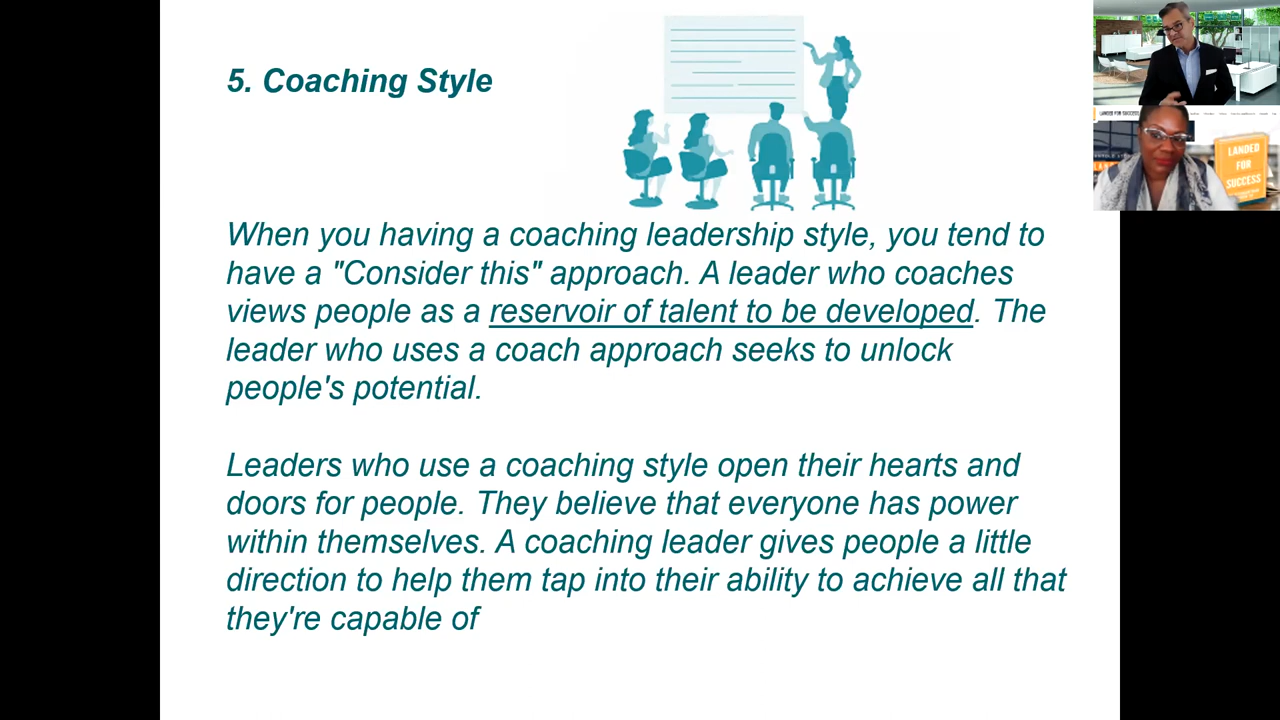 5. Coaching Style
When you having a coaching leadership style, you tend to
have a "Consider this" approach. A leader who coaches
views people as a reservoir of talent to be developed. The
leader who uses a coach approach seeks to unlock
people's potential.
Leaders who use a coaching style open their hearts and
doors for people. They believe that everyone has power
within themselves. A coaching leader gives people a little
direction to help them tap into their ability to achieve all that
they're capable of
LANDED FOR SUCCESS
LANDED
FOR
SUCCESS